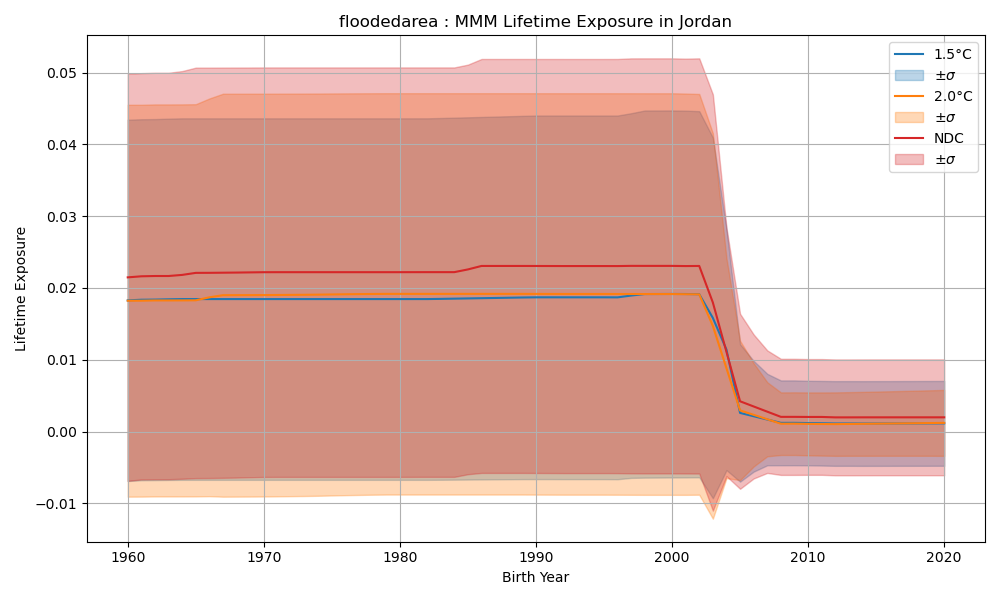 floodedarea : MMM Lifetime Exposure in Jordan
Lifetime Exposure
0.05
0.04
0.03
0.02
0.01
0.00
−0.01
1960
1970
1980
1990
2000
2010
2020
Birth Year
1.5°C
±σ
2.0°C
±σ
NDC
±σ